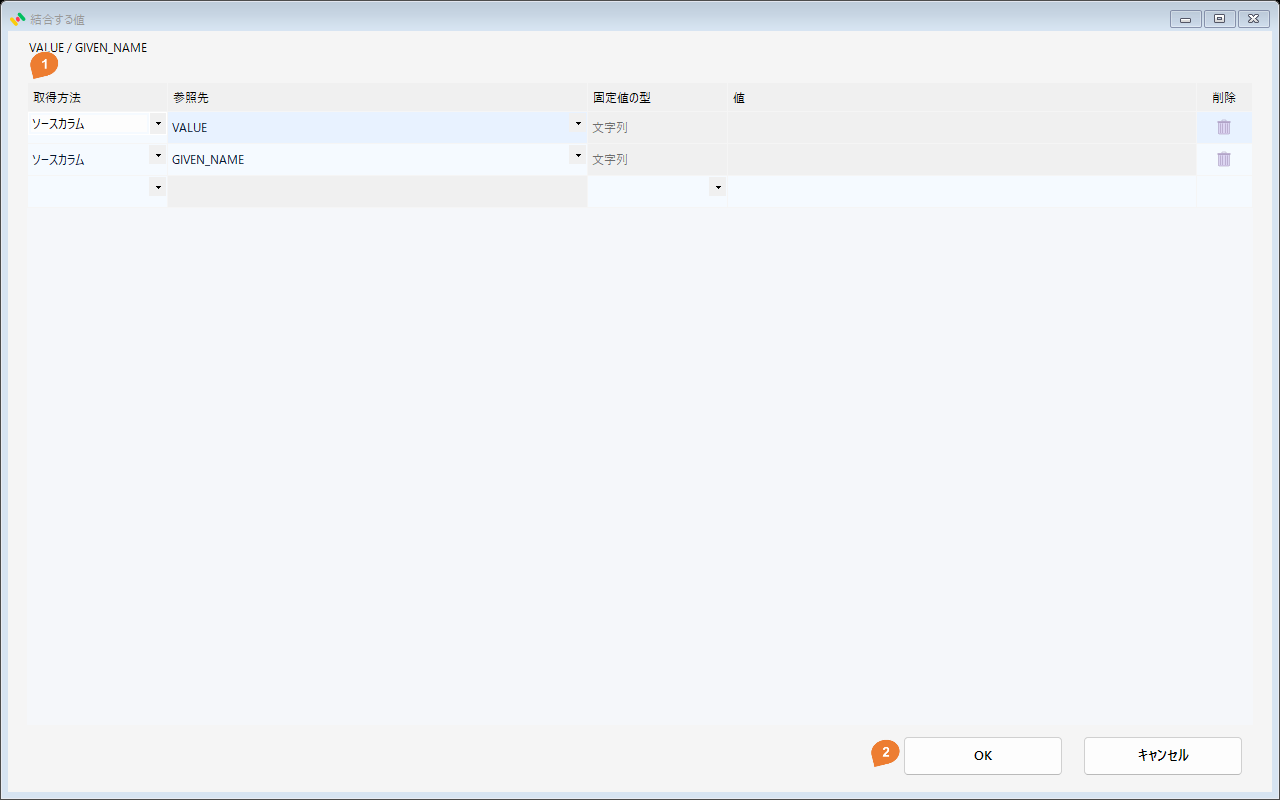 結合する値
VALUE / GIVEN_NAME
1
取得方法 参照先 固定値の型 値 削除
ソースカラム VALUE 文字列
ソースカラム GIVEN_NAME 文字列
2 OK キャンセル